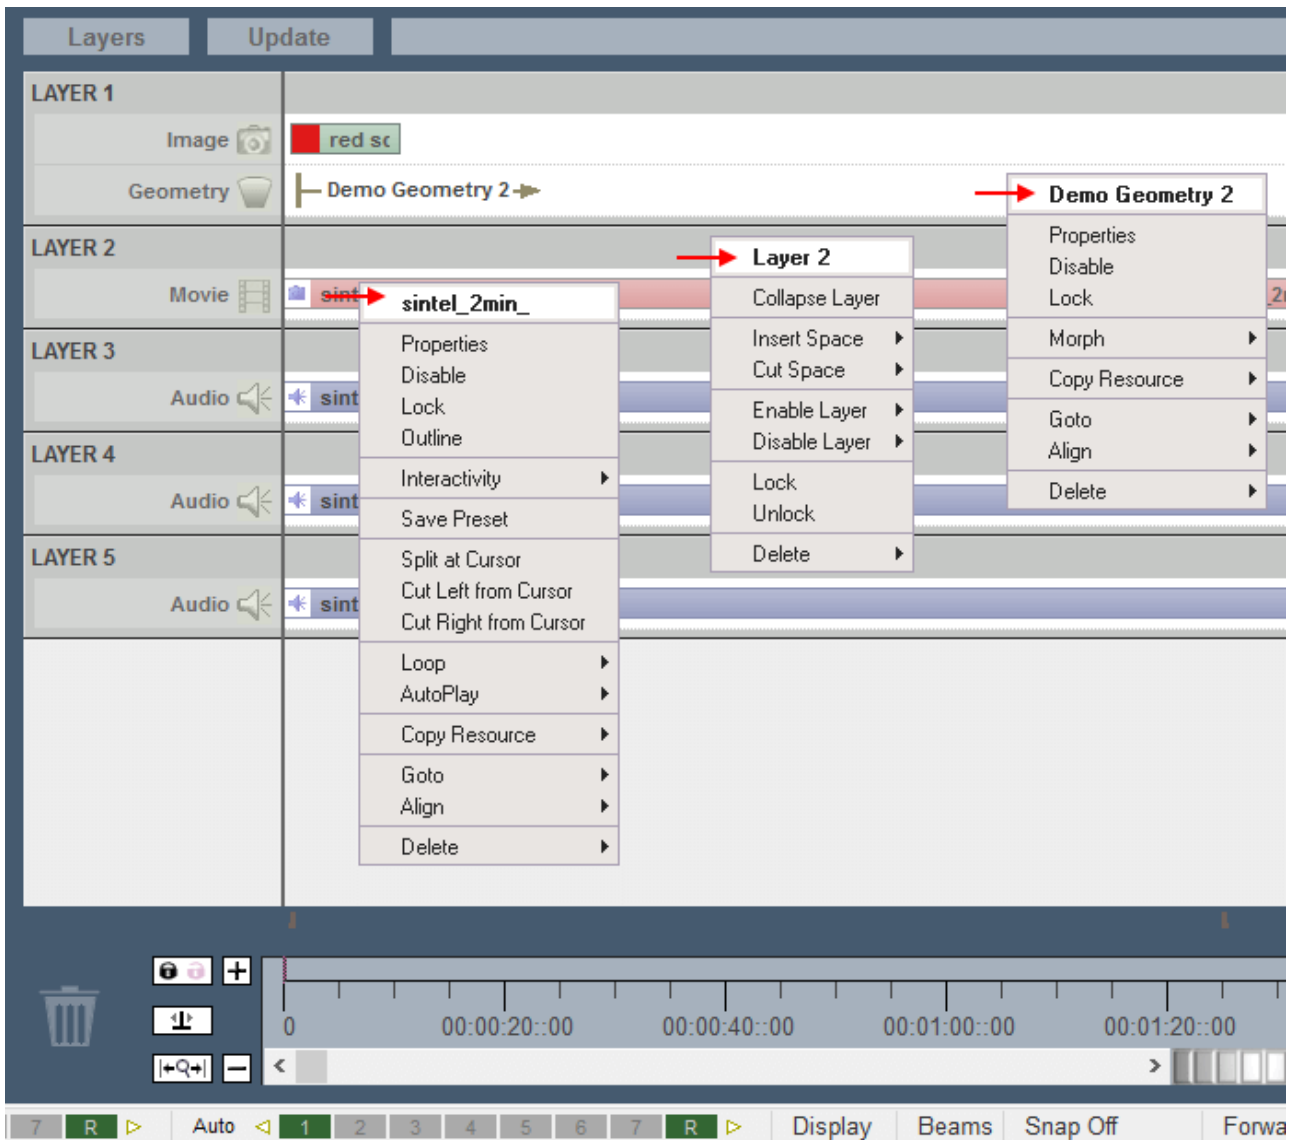 Layers
Update
LAYER 1
Image
red sc
Geometry
Demo Geometry 2
LAYER 2
Movie
sint
LAYER 3
Audio
sint
LAYER 4
Audio
sint
LAYER 5
Audio
sint
sintel_2min_
Properties
Disable
Lock
Outline
Interactivity
Save Preset
Split at Cursor
Cut Left from Cursor
Cut Right from Cursor
Loop
AutoPlay
Copy Resource
Goto
Align
Delete
Layer 2
Collapse Layer
Insert Space
Cut Space
Enable Layer
Disable Layer
Lock
Unlock
Delete
Demo Geometry 2
Properties
Disable
Lock
Morph
Copy Resource
Goto
Align
Delete
0 00:00:20::00 00:00:40::00 00:01:00::00 00:01:20::00
7 R Auto 1 2 3 4 5 6 7 R Display Beams Snap Off Forwa